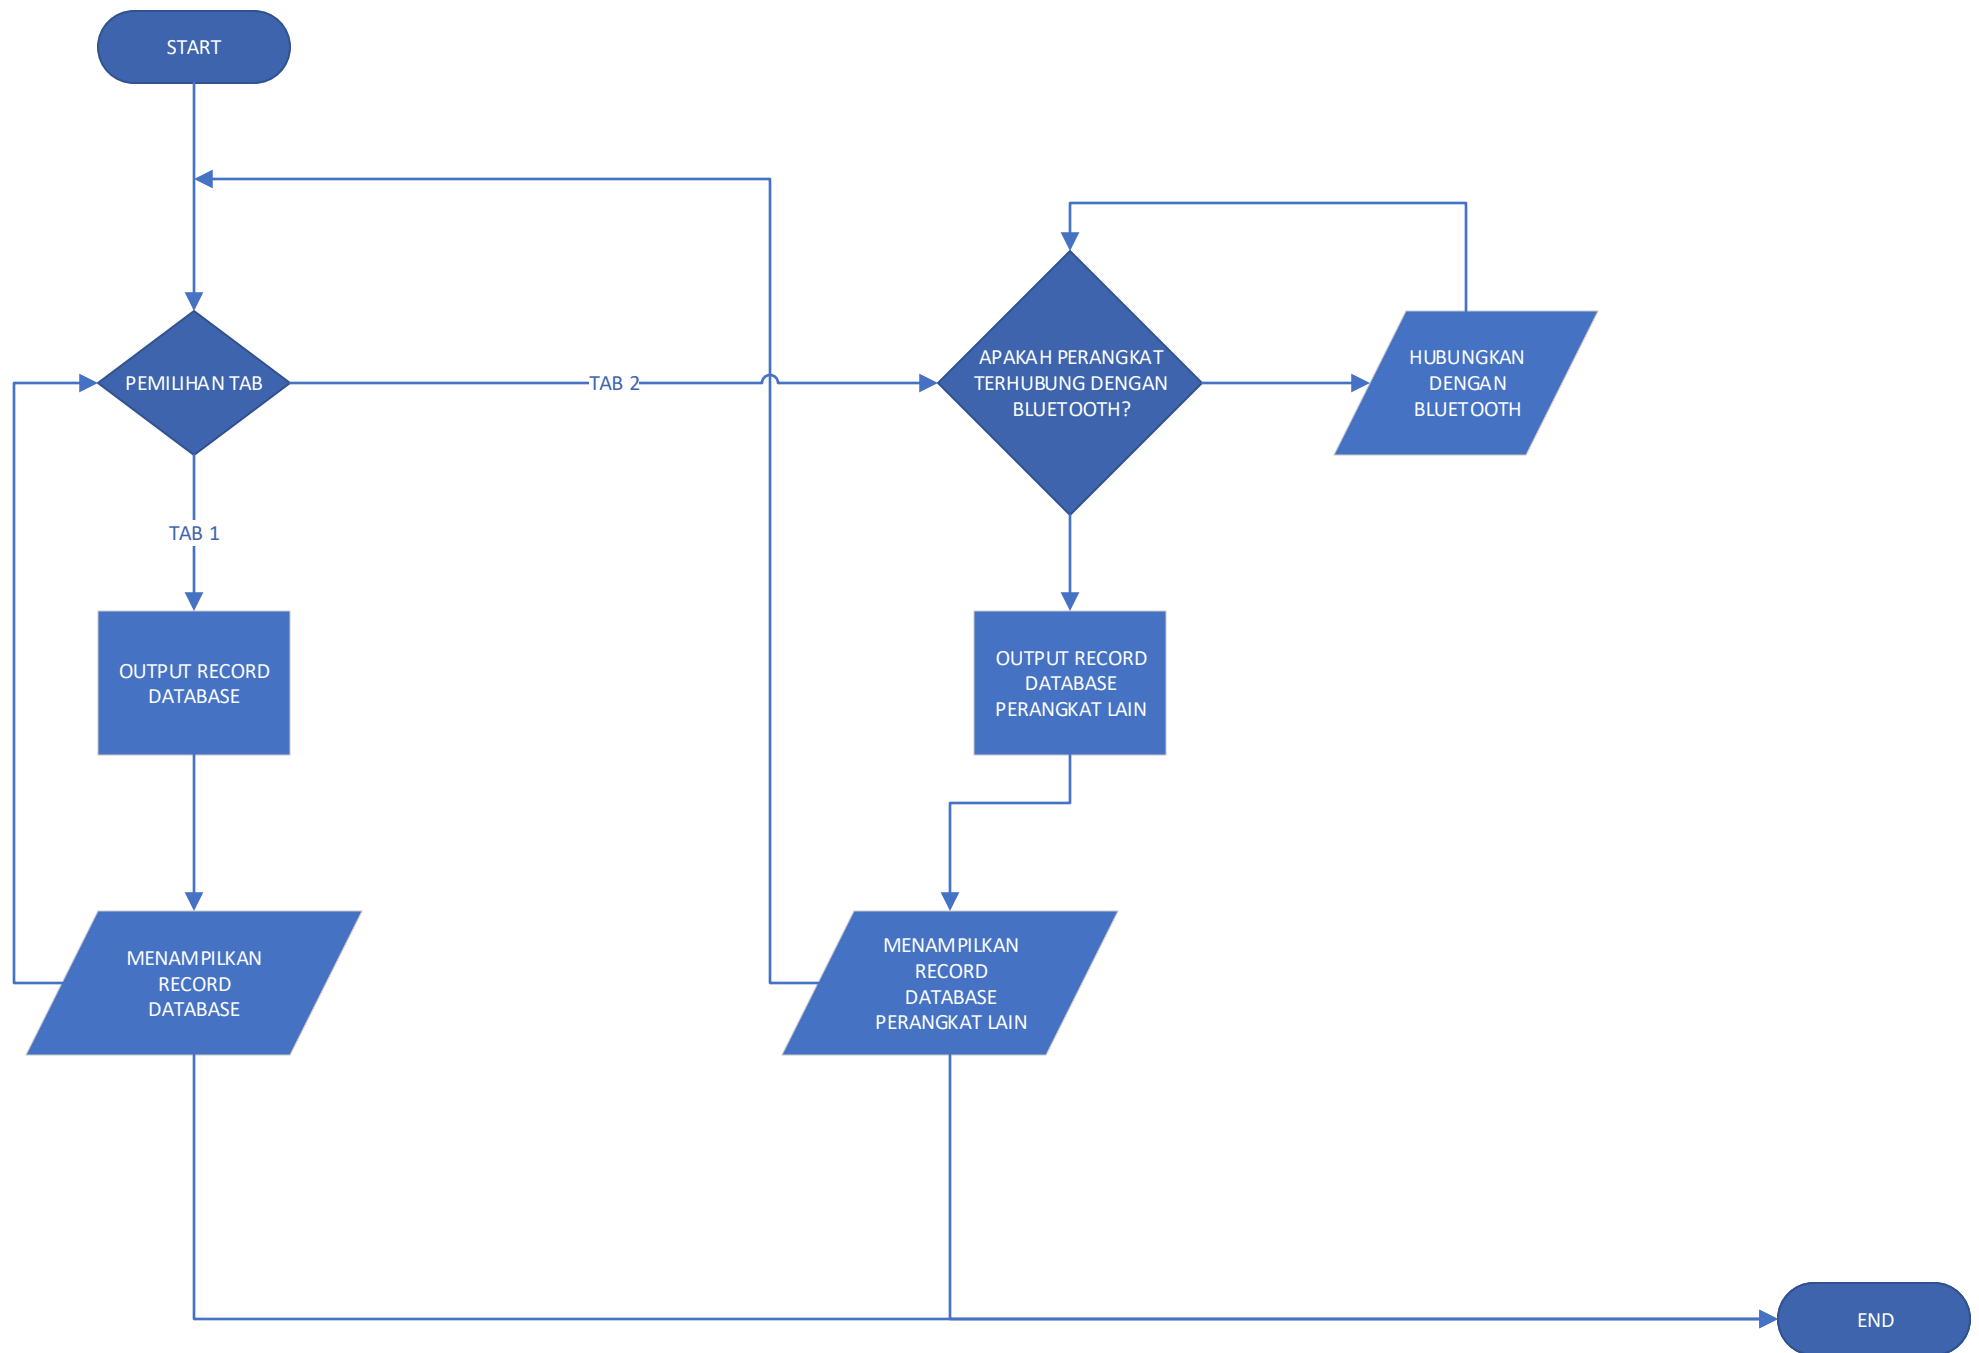 START
PEMILIHAN TAB
TAB 2
APAKAH PERANGKAT
TERHUBUNG DENGAN
BLUETOOTH?
HUBUNGKAN
DENGAN
BLUETOOTH
TAB 1
OUTPUT RECORD
DATABASE
OUTPUT RECORD
DATABASE
PERANGKAT LAIN
MENAMPILKAN
RECORD
DATABASE
MENAMPILKAN
RECORD
DATABASE
PERANGKAT LAIN
END